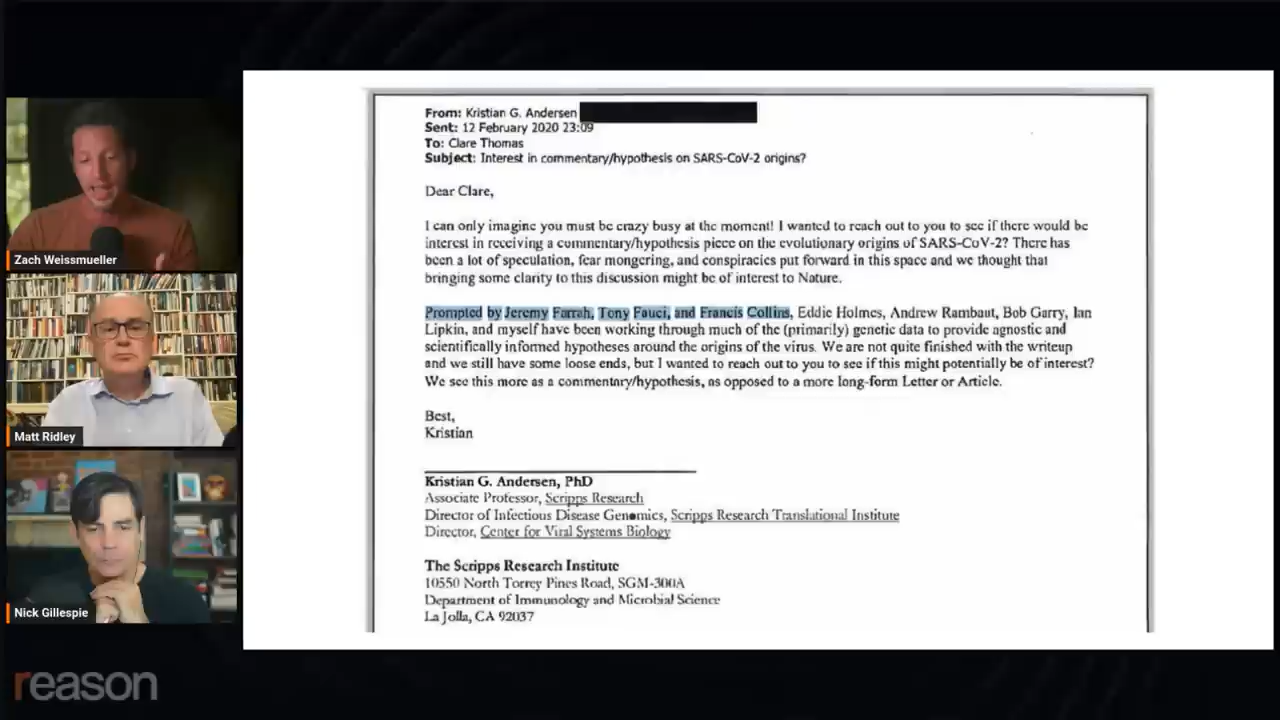 Zach Weissmueller
Matt Ridley
Nick Gillespie
reason
From: Kristian G. Andersen
Sent: 12 February 2020 23:09
To: Clare Thomas
Subject: Interest in commentary/hypothesis on SARS-CoV-2 origins?
Dear Clare,
I can only imagine you must be crazy busy at the moment! I wanted to reach out to you to see if there would be
interest in receiving a commentary/hypothesis piece on the evolutionary origins of SARS-CoV-2? There has
been a lot of speculation, fear mongering, and conspiracies put forward in this space and we thought that
bringing some clarity to this discussion might be of interest to Nature.
Prompted by Jeremy Farrah, Tony Fauci, and Francis Collins, Eddie Holmes, Andrew Rambaut, Bob Garry, Ian
Lipkin, and myself have been working through much of the (primarily) genetic data to provide agnostic and
scientifically informed hypotheses around the origins of the virus. We are not quite finished with the writeup
and we still have some loose ends, but I wanted to reach out to you to see if this might potentially be of interest?
We see this more as a commentary/hypothesis, as opposed to a more long-form Letter or Article.
Best,
Kristian
Kristian G. Andersen, PhD
Associate Professor, Scripps Research
Director of Infectious Disease Genomics, Scripps Research Translational Institute
Director, Center for Viral Systems Biology
The Scripps Research Institute
10550 North Torrey Pines Road, SGM-300A
Department of Immunology and Microbial Science
La Jolla, CA 92037